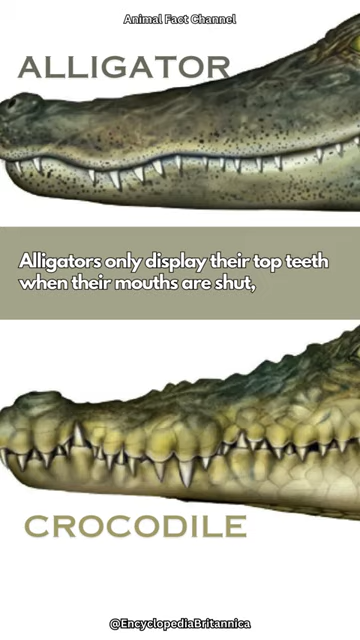 Animal Fact Channel
ALLIGATOR
Alligators only display their top teeth
when their mouths are shut,
CROCODILE
@EncyclopediaBritannica